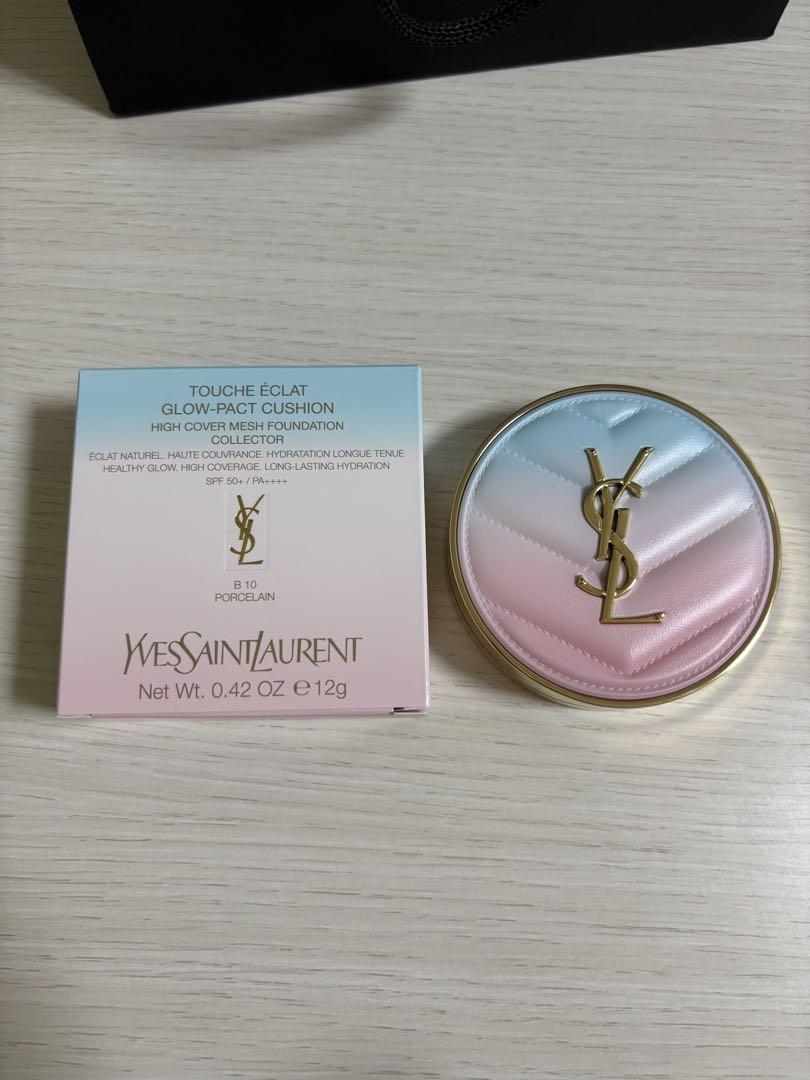 TOUCHE ÉCLAT
GLOW-PACT CUSHION
HIGH COVER MESH FOUNDATION
COLLECTOR
ÉCLAT NATUREL. HAUTE COUVRANCE. HYDRATATION LONGUE TENUE
HEALTHY GLOW. HIGH COVERAGE. LONG-LASTING HYDRATION
SPF 50+ / PA++++
YSL
B 10
PORCELAIN
YVESSAINTLAURENT
Net Wt. 0.42 OZ ℮12g
YSL